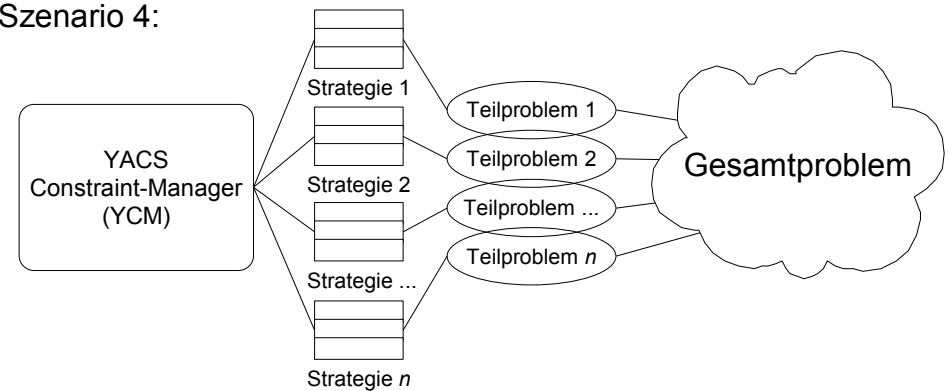 Szenario 4:
YACS
Constraint-Manager
(YCM)
Strategie 1
Strategie 2
Strategie ...
Strategie n
Teilproblem 1
Teilproblem 2
Teilproblem ...
Teilproblem n
Gesamtproblem